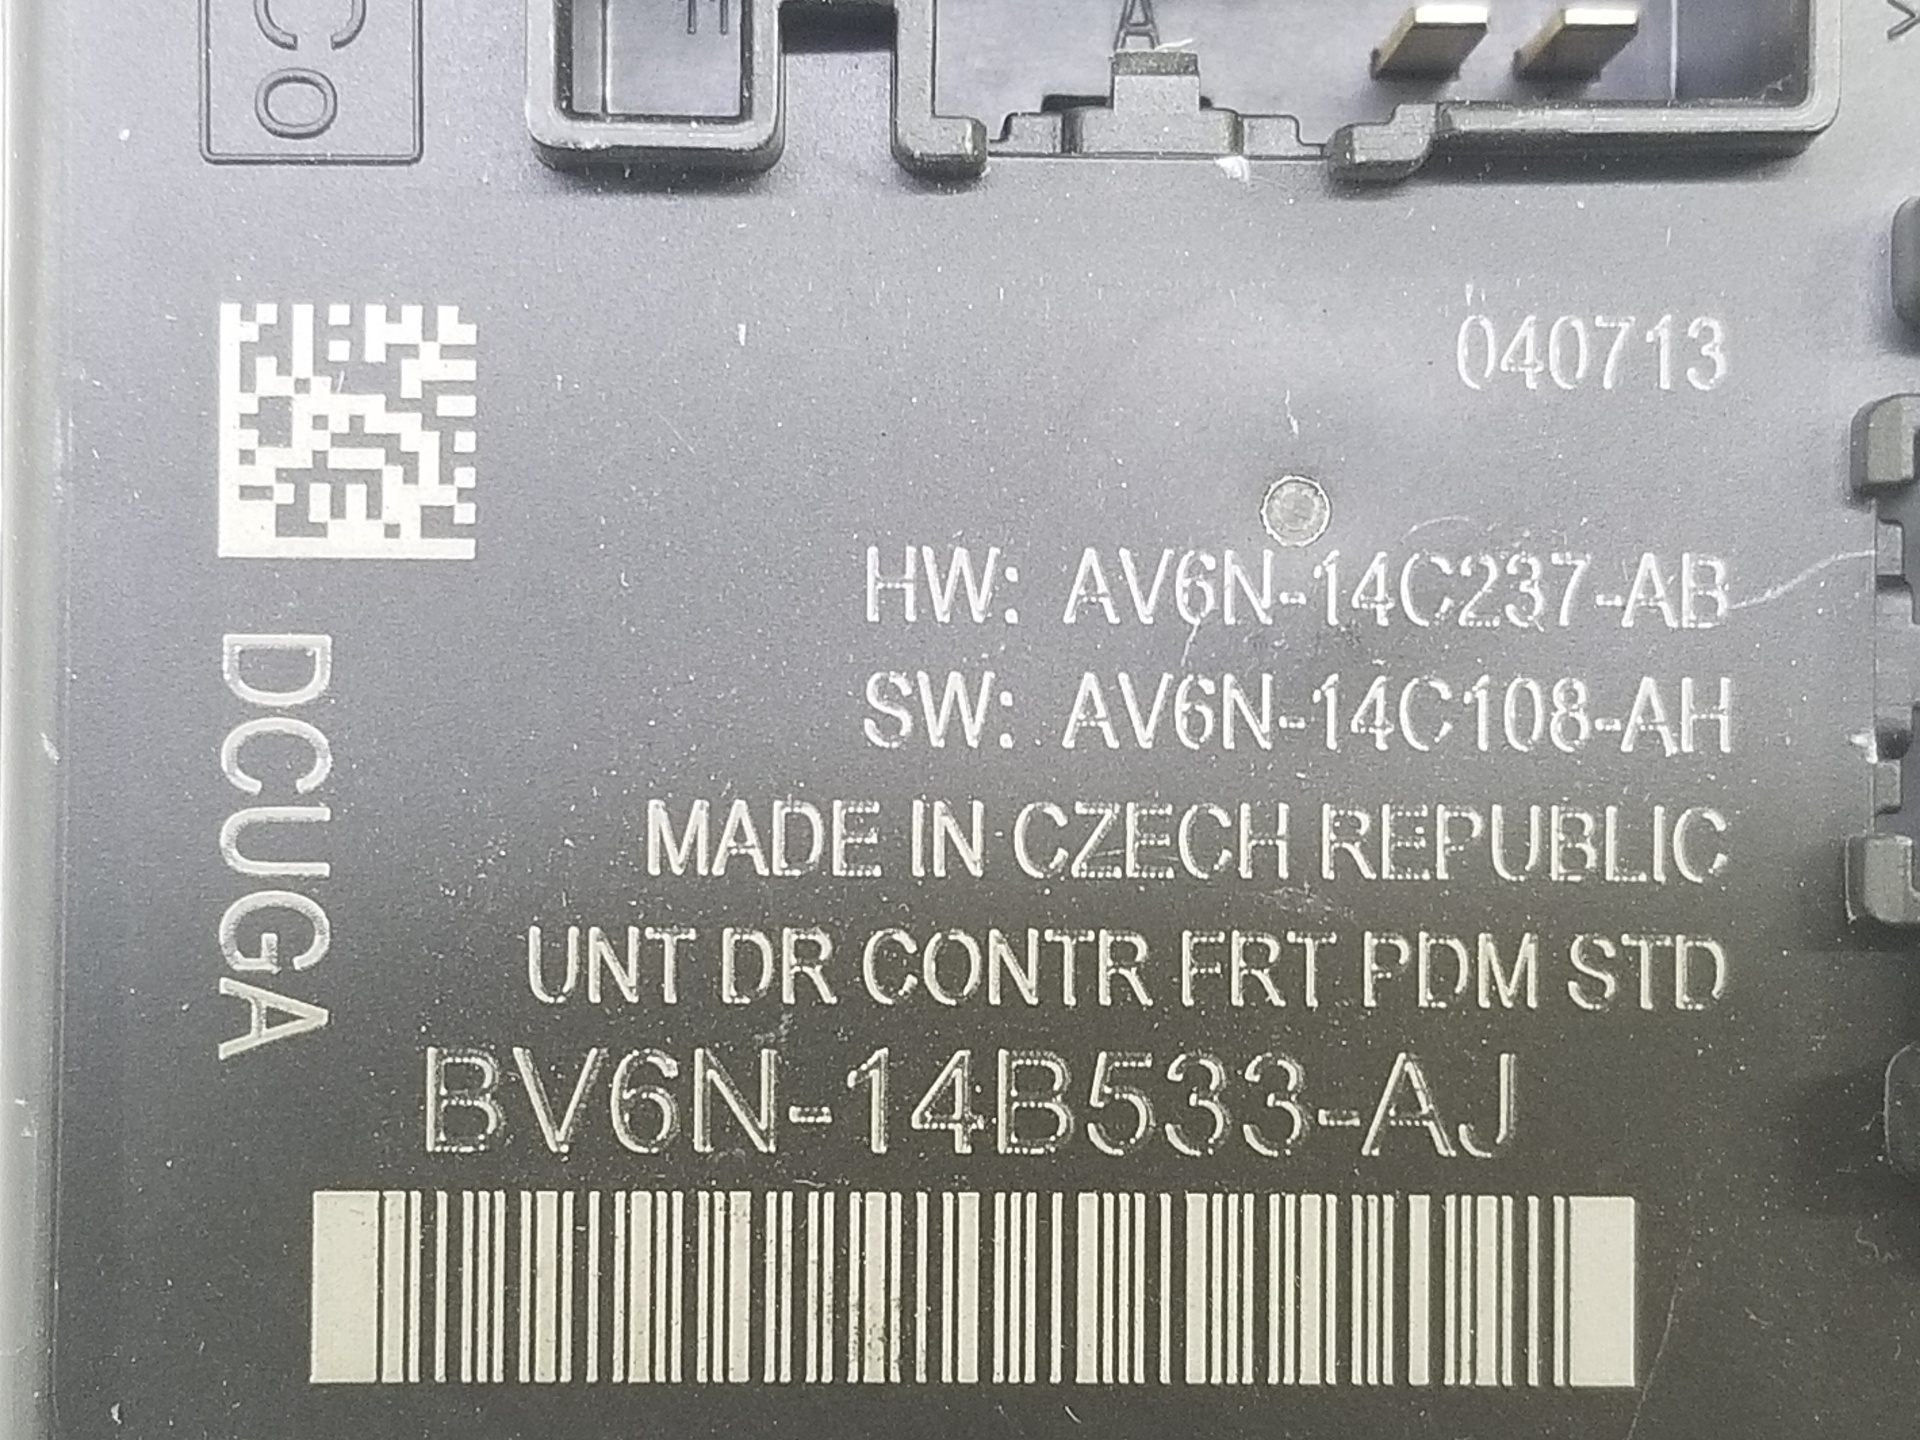 C
O
A
040713
HW: AV6N-14C237-AB
SW: AV6N-14C108-AH
MADE IN CZECH REPUBLIC
UNT DR CONTR FRT PDM STD
BV6N-14B533-AJ
DCUGA